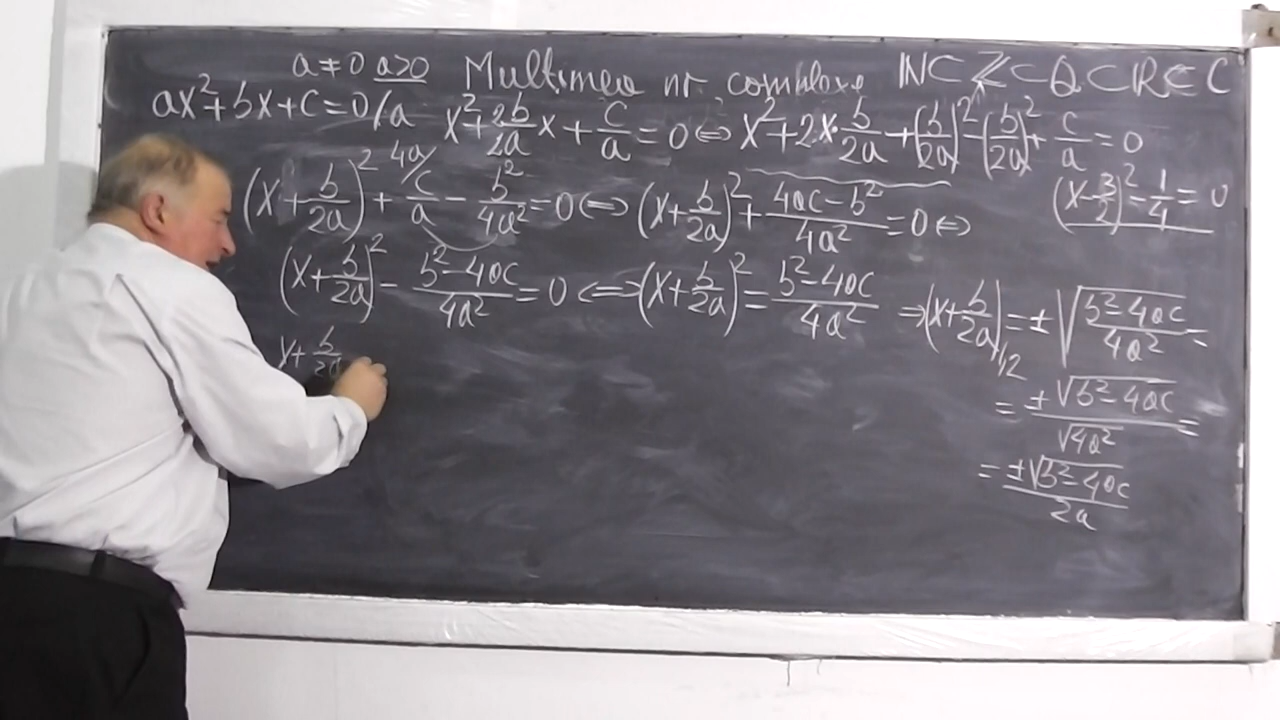 a≠0 a>0 Mulțimea nr complexe ℕ⊂ℤ⊂ℚ⊂ℝ⊂ℂ
ax²+bx+c=0/a x²+2b/2a x+c/a=0⇔x²+2x·b/2a+(b/2a)²-(b/2a)²+c/a=0
(x+b/2a)²+4a/c/a-b²/4a²=0⇔(x+b/2a)²+4ac-b²/4a²=0⇔ (x-3/2)²-1/4=0
(x+b/2a)²-b²-4ac/4a²=0⇔(x+b/2a)²=b²-4ac/4a² ⇒(x+b/2a)1,2=±√b²-4ac/4a²=
x+b/2a
=±√b²-4ac/√4a²=
=±√b²-4ac/2a